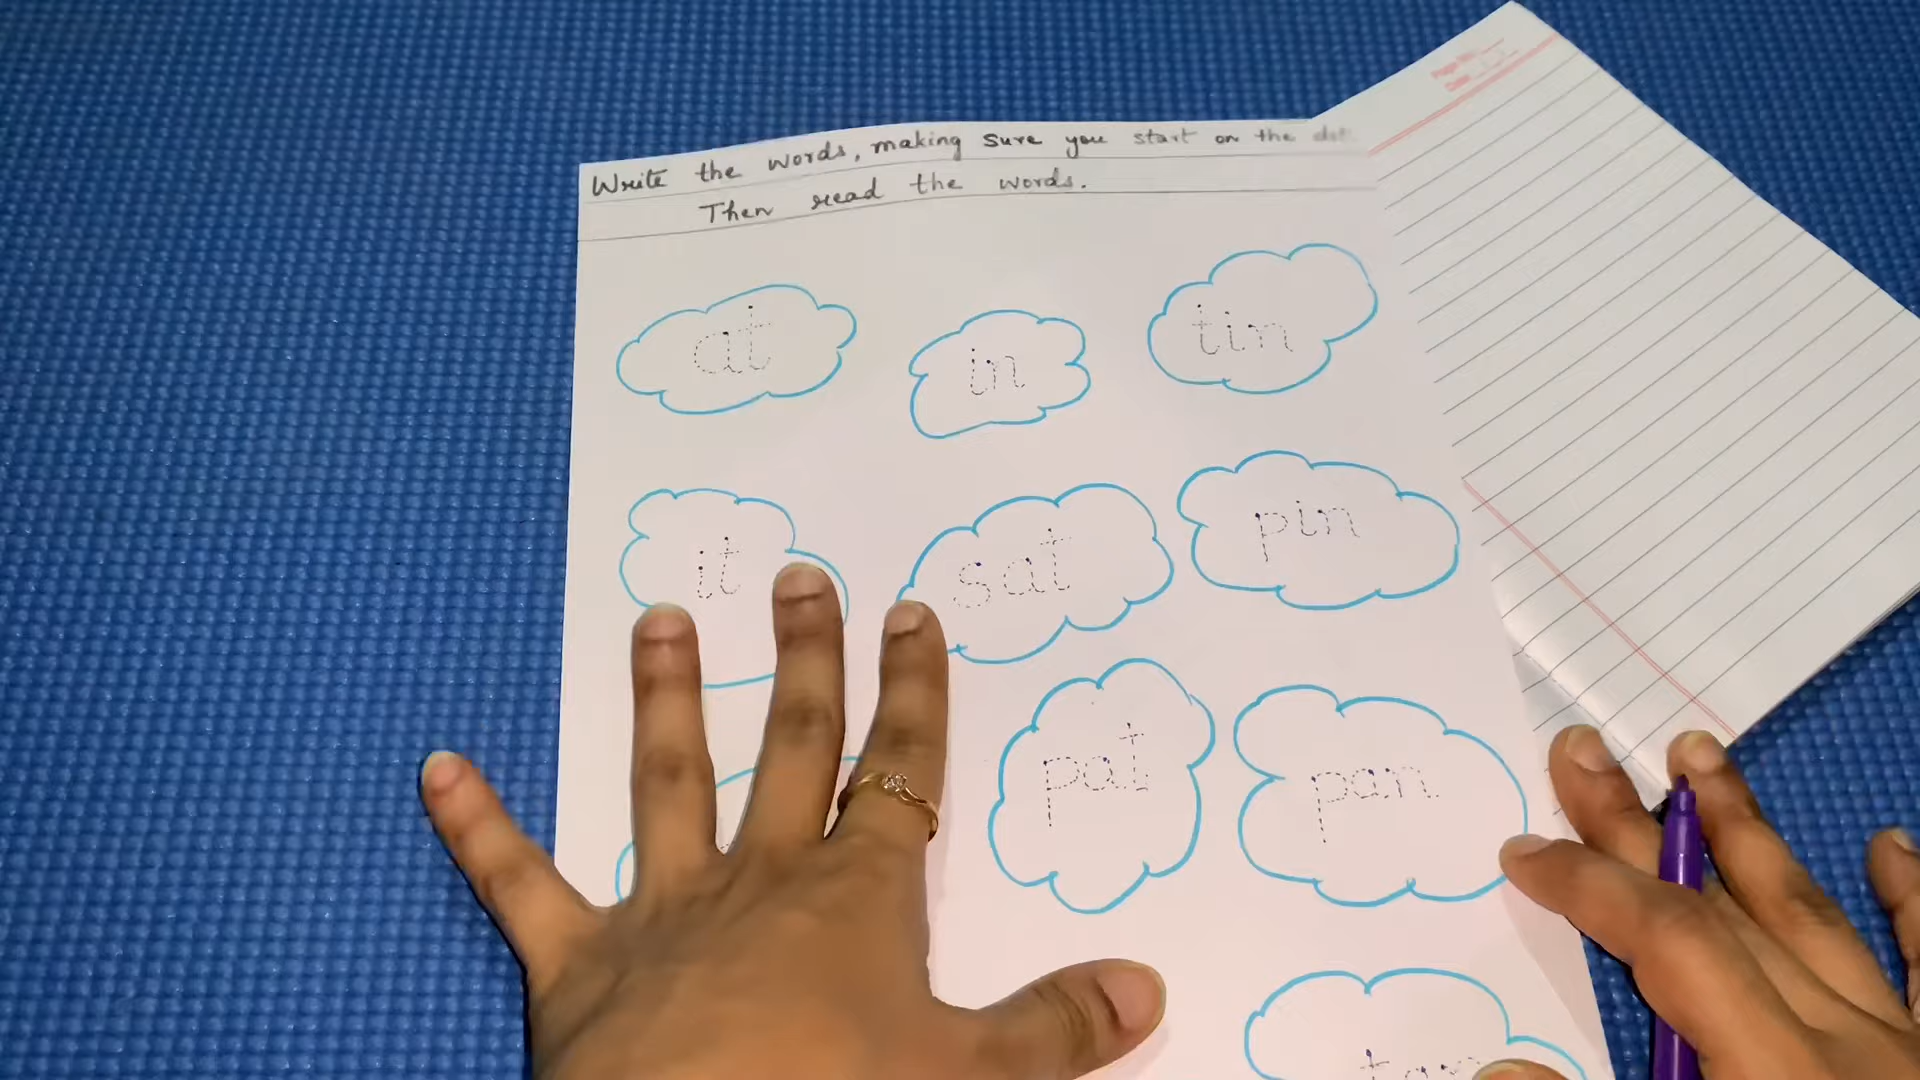 Write the words, making sure you start on the dot
Then read the words.
at in tin
it sat pin
pat pan